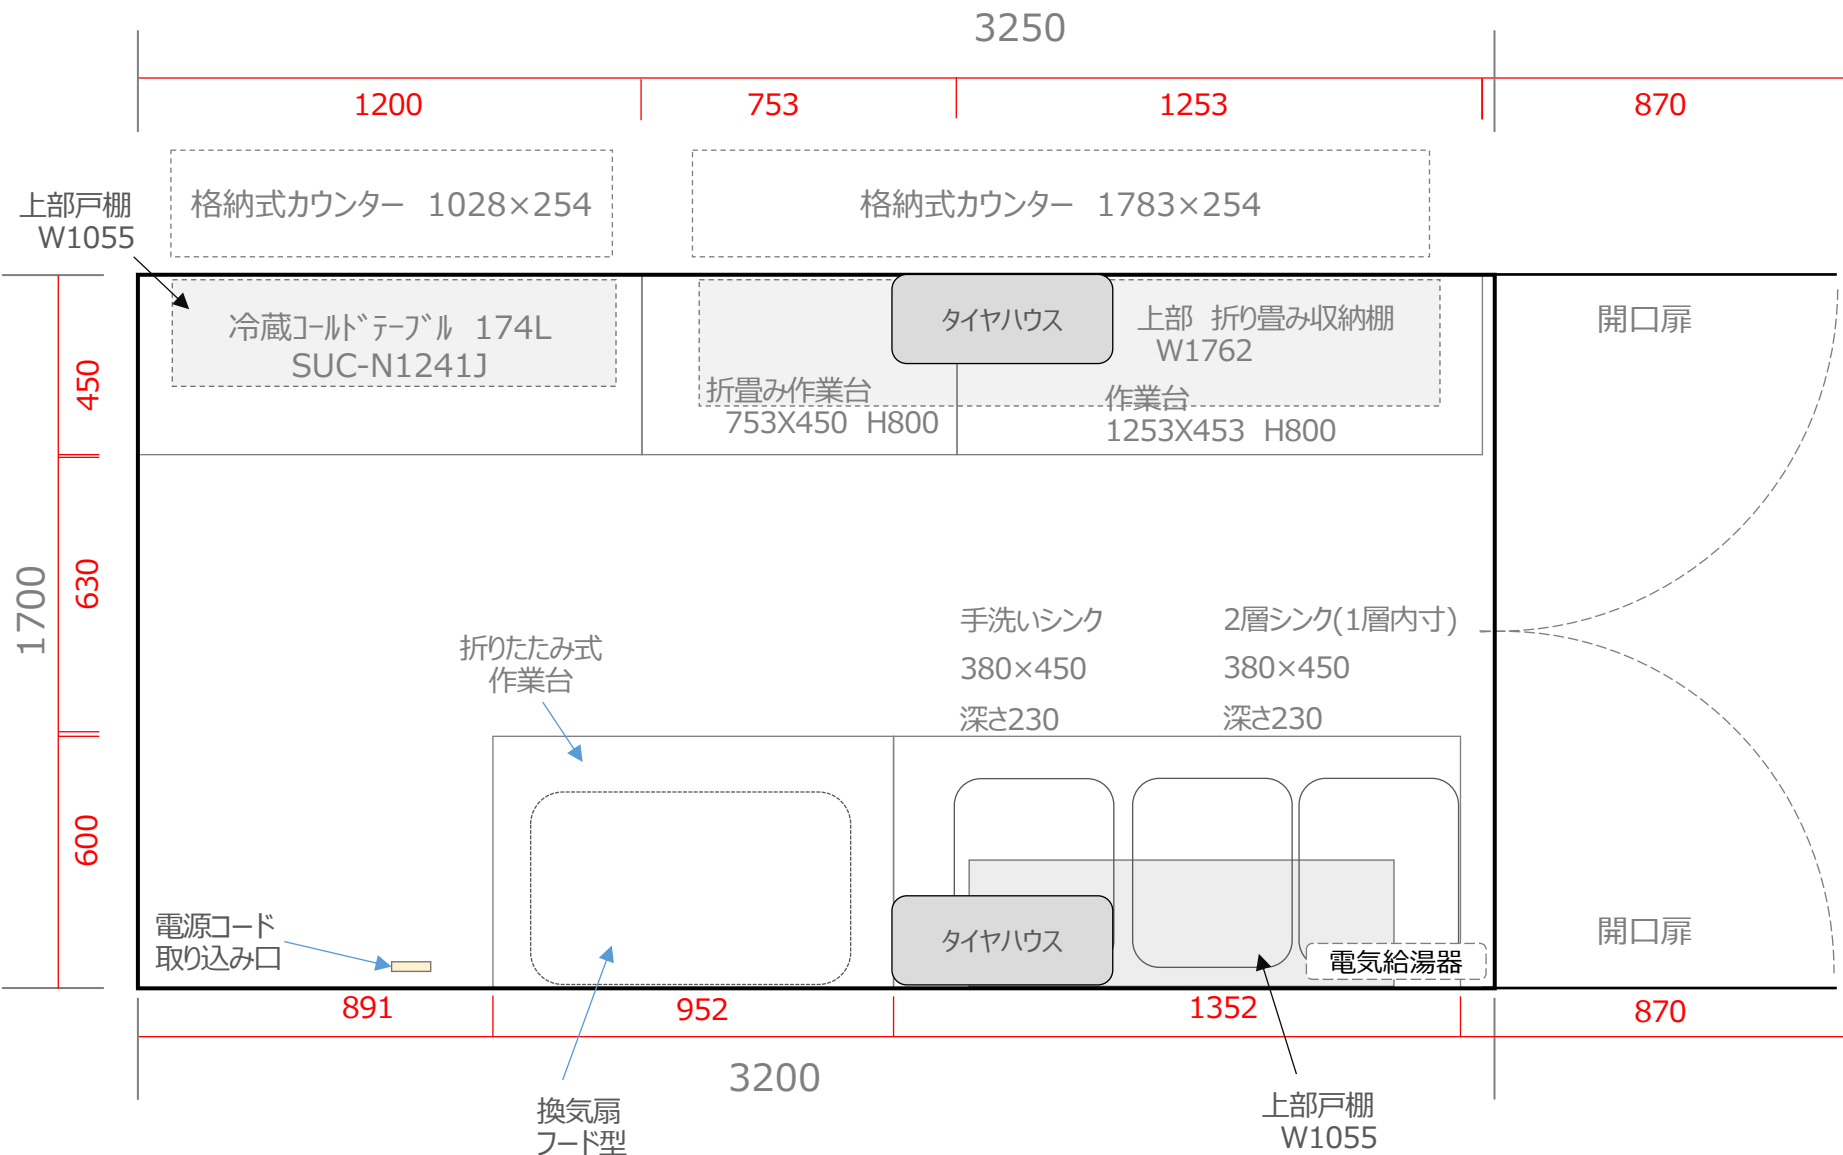 3250
1200
753
1253
870
格納式カウンター 1028×254
格納式カウンター 1783×254
上部戸棚
W1055
冷蔵ｺｰﾙﾄﾞﾃｰﾌﾞﾙ 174L
SUC-N1241J
タイヤハウス
上部 折り畳み収納棚
W1762
開口扉
折畳み作業台
753X450 H800
作業台
1253X453 H800
450
630
600
1700
折りたたみ式
作業台
手洗いシンク
380×450
深さ230
2層シンク(1層内寸)
380×450
深さ230
電源コード
取り込み口
タイヤハウス
電気給湯器
開口扉
891
952
1352
870
3200
換気扇
フード型
上部戸棚
W1055